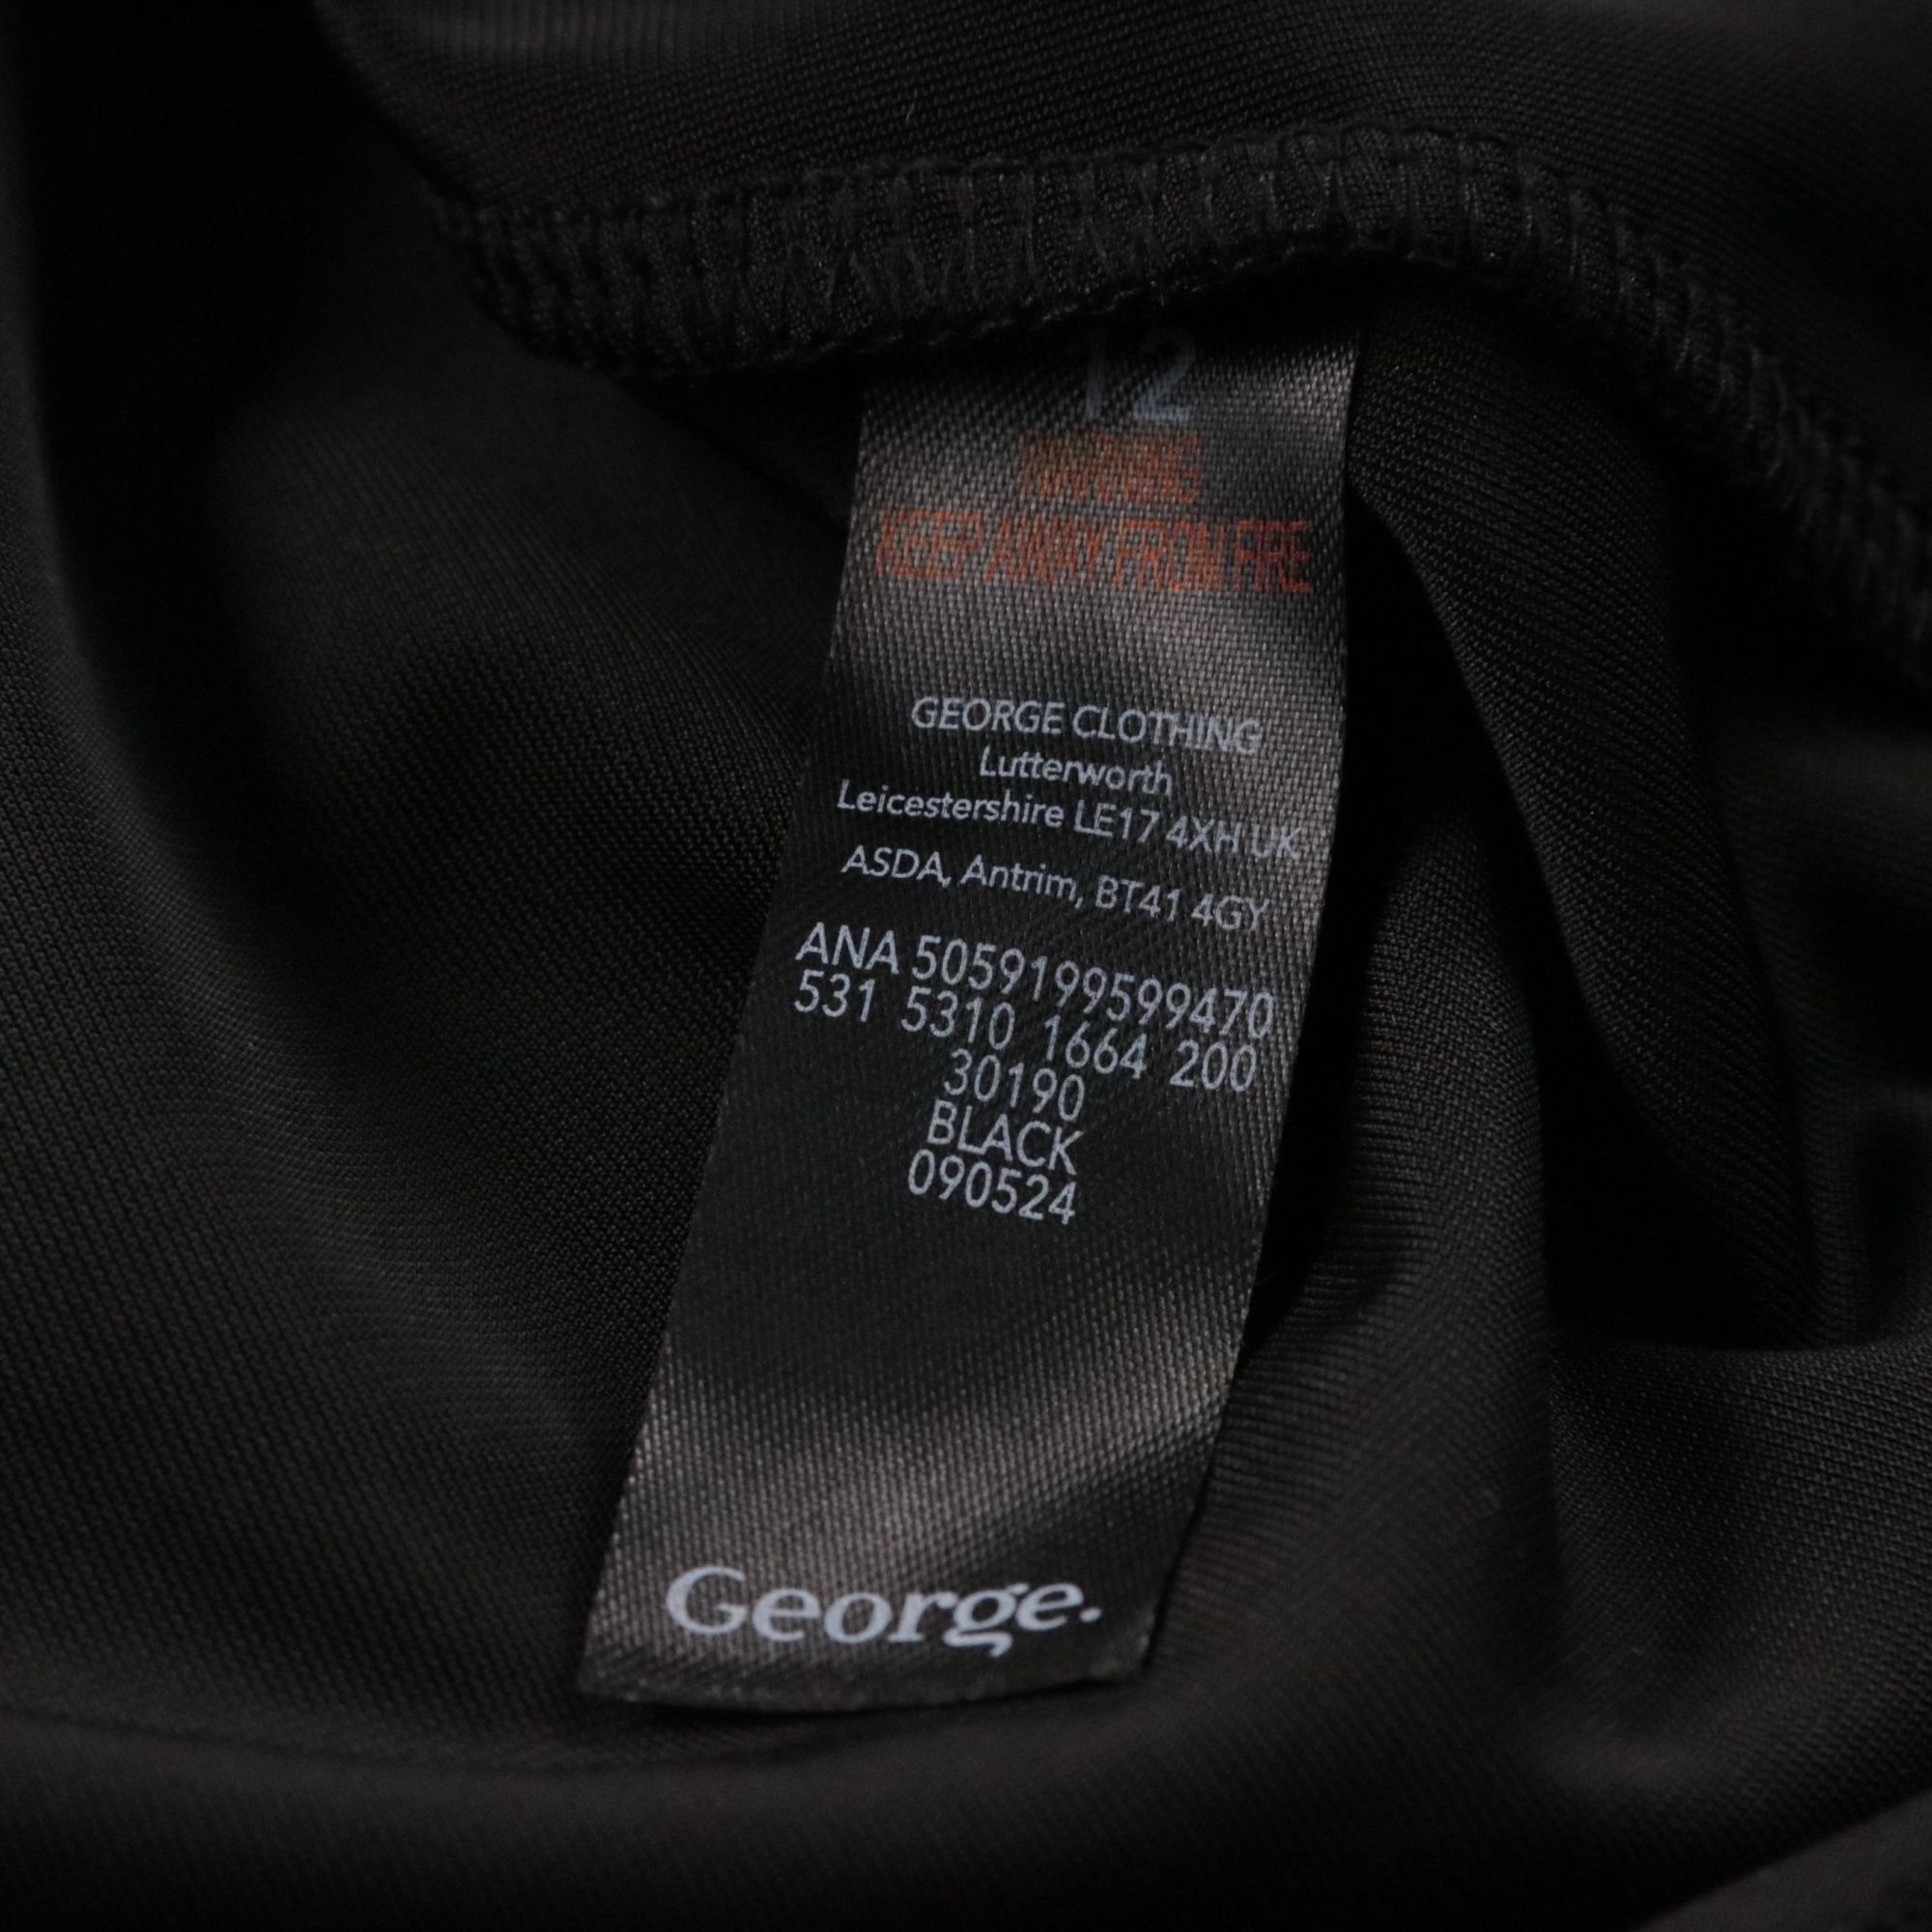 12
WARNING
KEEP AWAY FROM FIRE
GEORGE CLOTHING
Lutterworth
Leicestershire LE17 4XH UK
ASDA, Antrim, BT41 4GY
ANA 5059199599470
531 5310 1664 200
30190
BLACK
090524
George.